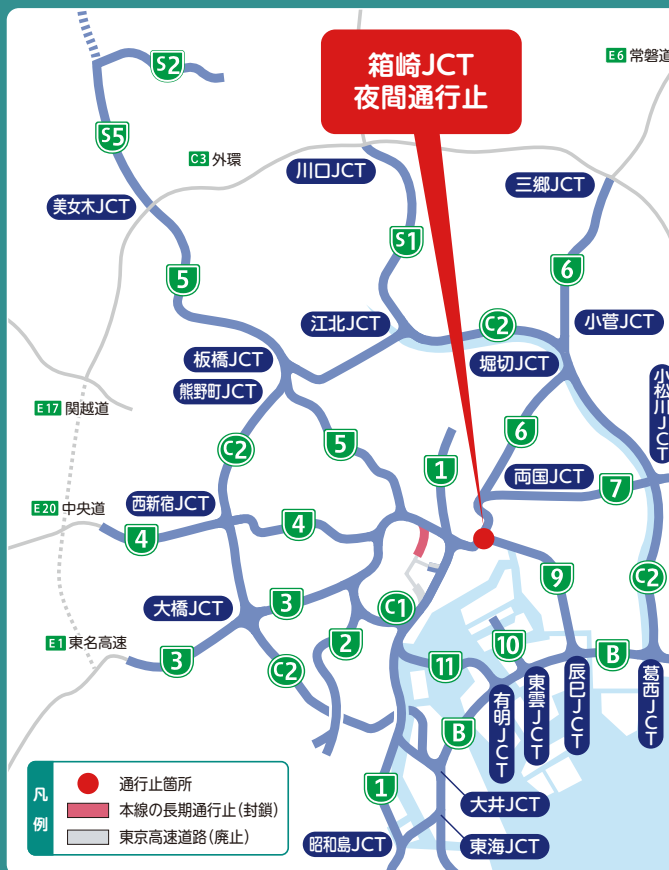 箱崎JCT
夜間通行止
E6 常磐道
S2
S5
C3 外環
川口JCT
三郷JCT
美女木JCT
S1
6
5
江北JCT
C2
小菅JCT
板橋JCT
堀切JCT
熊野町JCT
小松川JCT
E17 関越道
C2
5
1
6
両国JCT
7
E20 中央道
西新宿JCT
4
4
9
C2
大橋JCT
3
C1
E1 東名高速
3
2
C2
11
10
B
有明JCT
東雲JCT
辰巳JCT
葛西JCT
B
1
大井JCT
昭和島JCT
東海JCT
凡例
通行止箇所
本線の長期通行止(封鎖)
東京高速道路(廃止)